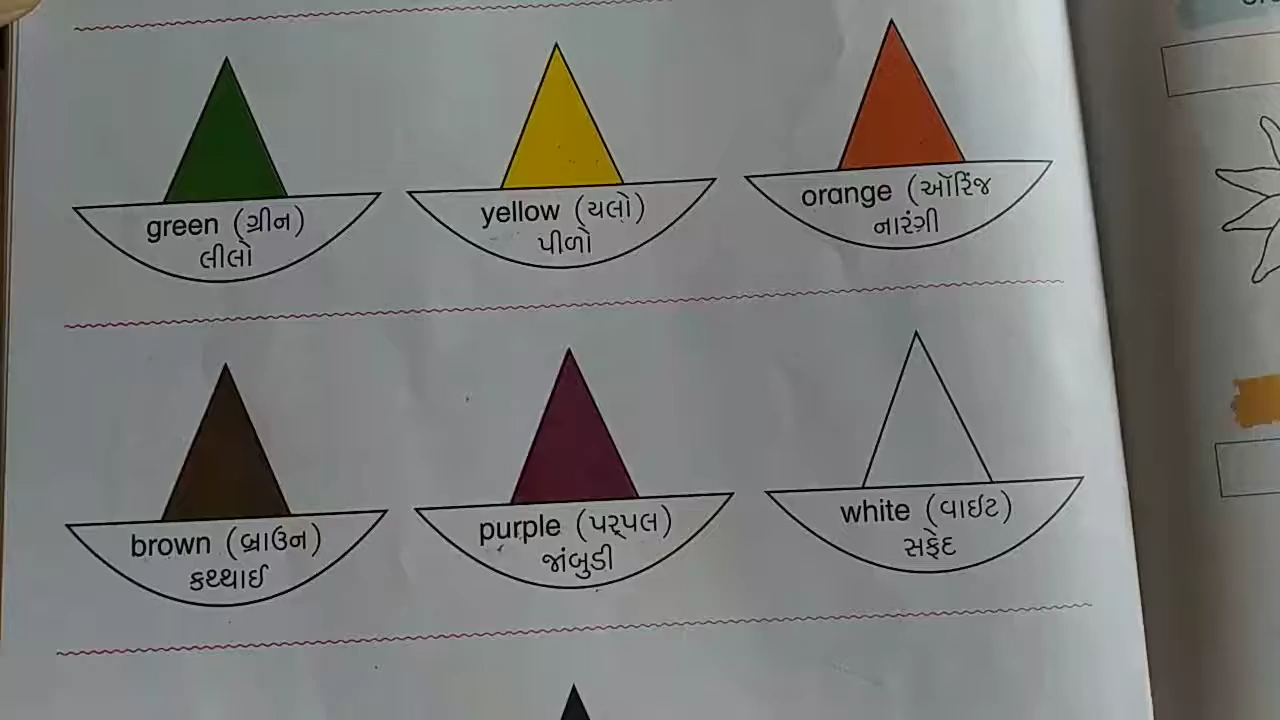 green (ગ્રીન)
લીલો
yellow (યલો)
પીળો
orange (ઑરિંજ
નારંગી
brown (બ્રાઉન)
કથ્થાઈ
purple (પર્પલ)
જાંબુડી
white (વાઇટ)
સફેદ